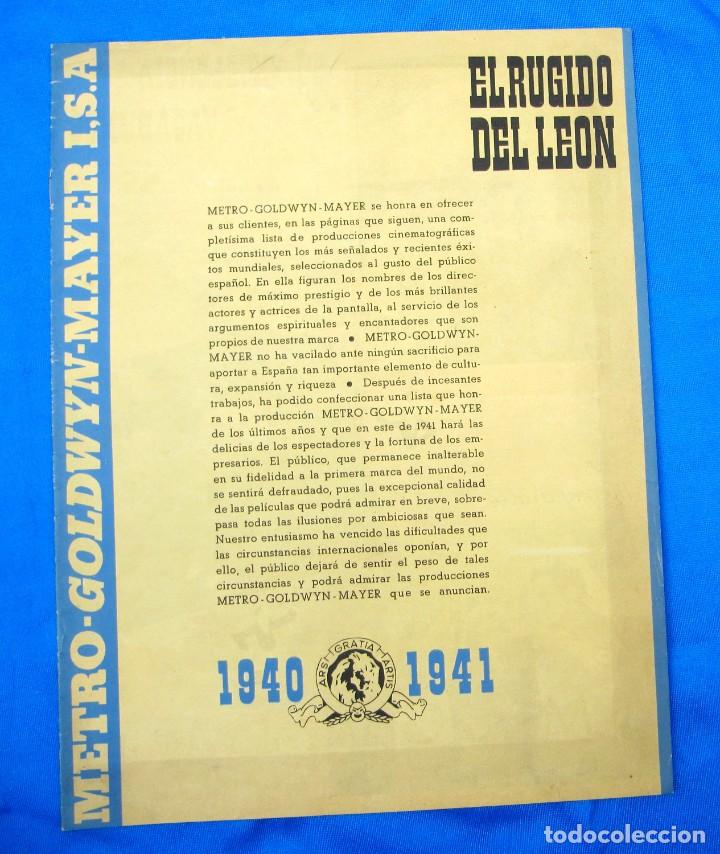 METRO-GOLDWYN-MAYER I,S.A
EL RUGIDO
DEL LEON
METRO-GOLDWYN-MAYER se honra en ofrecer
a sus clientes, en las páginas que siguen, una com-
pletísima lista de producciones cinematográficas
que constituyen los más señalados y recientes éxi-
tos mundiales, seleccionados al gusto del público
español. En ella figuran los nombres de los direc-
tores de máximo prestigio y de los más brillantes
actores y actrices de la pantalla, al servicio de los
argumentos espirituales y encantadores que son
propios de nuestra marca • METRO-GOLDWYN-
MAYER no ha vacilado ante ningún sacrificio para
aportar a España tan importante elemento de cultu-
ra, expansión y riqueza • Después de incesantes
trabajos, ha podido confeccionar una lista que hon-
ra a la producción METRO-GOLDWYN-MAYER
de los últimos años y que en este de 1941 hará las
delicias de los espectadores y la fortuna de los em-
presarios. El público, que permanece inalterable
en su fidelidad a la primera marca del mundo, no
se sentirá defraudado, pues la excepcional calidad
de las películas que podrá admirar en breve, sobre-
pasa todas las ilusiones por ambiciosas que sean.
Nuestro entusiasmo ha vencido las dificultades que
las circunstancias internacionales oponían, y por
ello, el público dejará de sentir el peso de tales
circunstancias y podrá admirar las producciones
METRO-GOLDWYN-MAYER que se anuncian.
1940 ARS GRATIA ARTIS 1941
todocoleccion